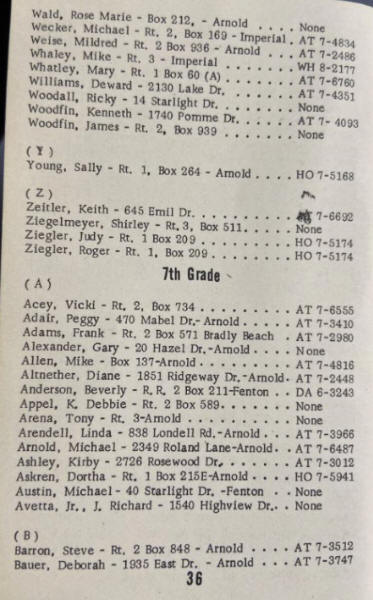 Wald, Rose Marie - Box 212, - Arnold . . . . None
Wecker, Michael - Rt. 2, Box 169 - Imperial . AT 7-4834
Weise, Mildred - Rt. 2 Box 936 - Arnold . . . AT 7-2486
Whaley, Mike - Rt. 3 - Imperial . . . . . . . WH 8-2177
Whatley, Mary - Rt. 1 Box 60 (A) . . . . . . . AT 7-6760
Williams, Deward - 2130 Lake Dr. . . . . . . . AT 7-4351
Woodall, Ricky - 14 Starlight Dr. . . . . . . . None
Woodfin, Kenneth - 1740 Pomme Dr. . . . . . AT 7- 4093
Woodfin, James - Rt. 2, Box 939 . . . . . . . None
( Y )
Young, Sally - Rt. 1, Box 264 - Arnold . . . . HO 7-5168
( Z )
Zeitler, Keith - 645 Emil Dr. . . . . . . . . . 7-6692
Ziegelmeyer, Shirley - Rt. 3, Box 511 . . . . . None
Ziegler, Judy - Rt. 1 Box 209 . . . . . . . . . HO 7-5174
Ziegler, Roger - Rt. 1, Box 209 . . . . . . . . HO 7-5174
7th Grade
( A )
Acey, Vicki - Rt. 2, Box 734 . . . . . . . . . AT 7-6555
Adair, Peggy - 470 Mabel Dr.- Arnold . . . . . AT 7-3410
Adams, Frank - Rt. 2 Box 571 Bradly Beach . AT 7-2980
Alexander, Gary - 20 Hazel Dr.-Arnold . . . . None
Allen, Mike - Box 137-Arnold . . . . . . . . . AT 7-4816
Altnether, Diane - 1851 Ridgeway Dr.-Arnold. AT 7-2448
Anderson, Beverly - R.R. 2 Box 211-Fenton . . DA 6-3243
Appel, K. Debbie - Rt. 2 Box 589. . . . . . . . None
Arena, Tony - Rt. 3-Arnold . . . . . . . . . . None
Arendell, Linda - 838 Londell Rd.-Arnold . . . AT 7-3966
Arnold, Michael - 2349 Roland Lane-Arnold. . AT 7-6487
Ashley, Kirby - 2726 Rosewood Dr. . . . . . . AT 7-3012
Askren, Dortha - Rt. 1 Box 215E-Arnold . . . HO 7-5941
Austin, Michael - 40 Starlight Dr. -Fenton . . None
Avetta, Jr., J. Richard - 1540 Highview Dr. . . None
( B )
Barron, Steve - Rt. 2 Box 848 - Arnold . . . . AT 7-3512
Bauer, Deborah - 1935 East Dr. - Arnold . . . AT 7-3747
36